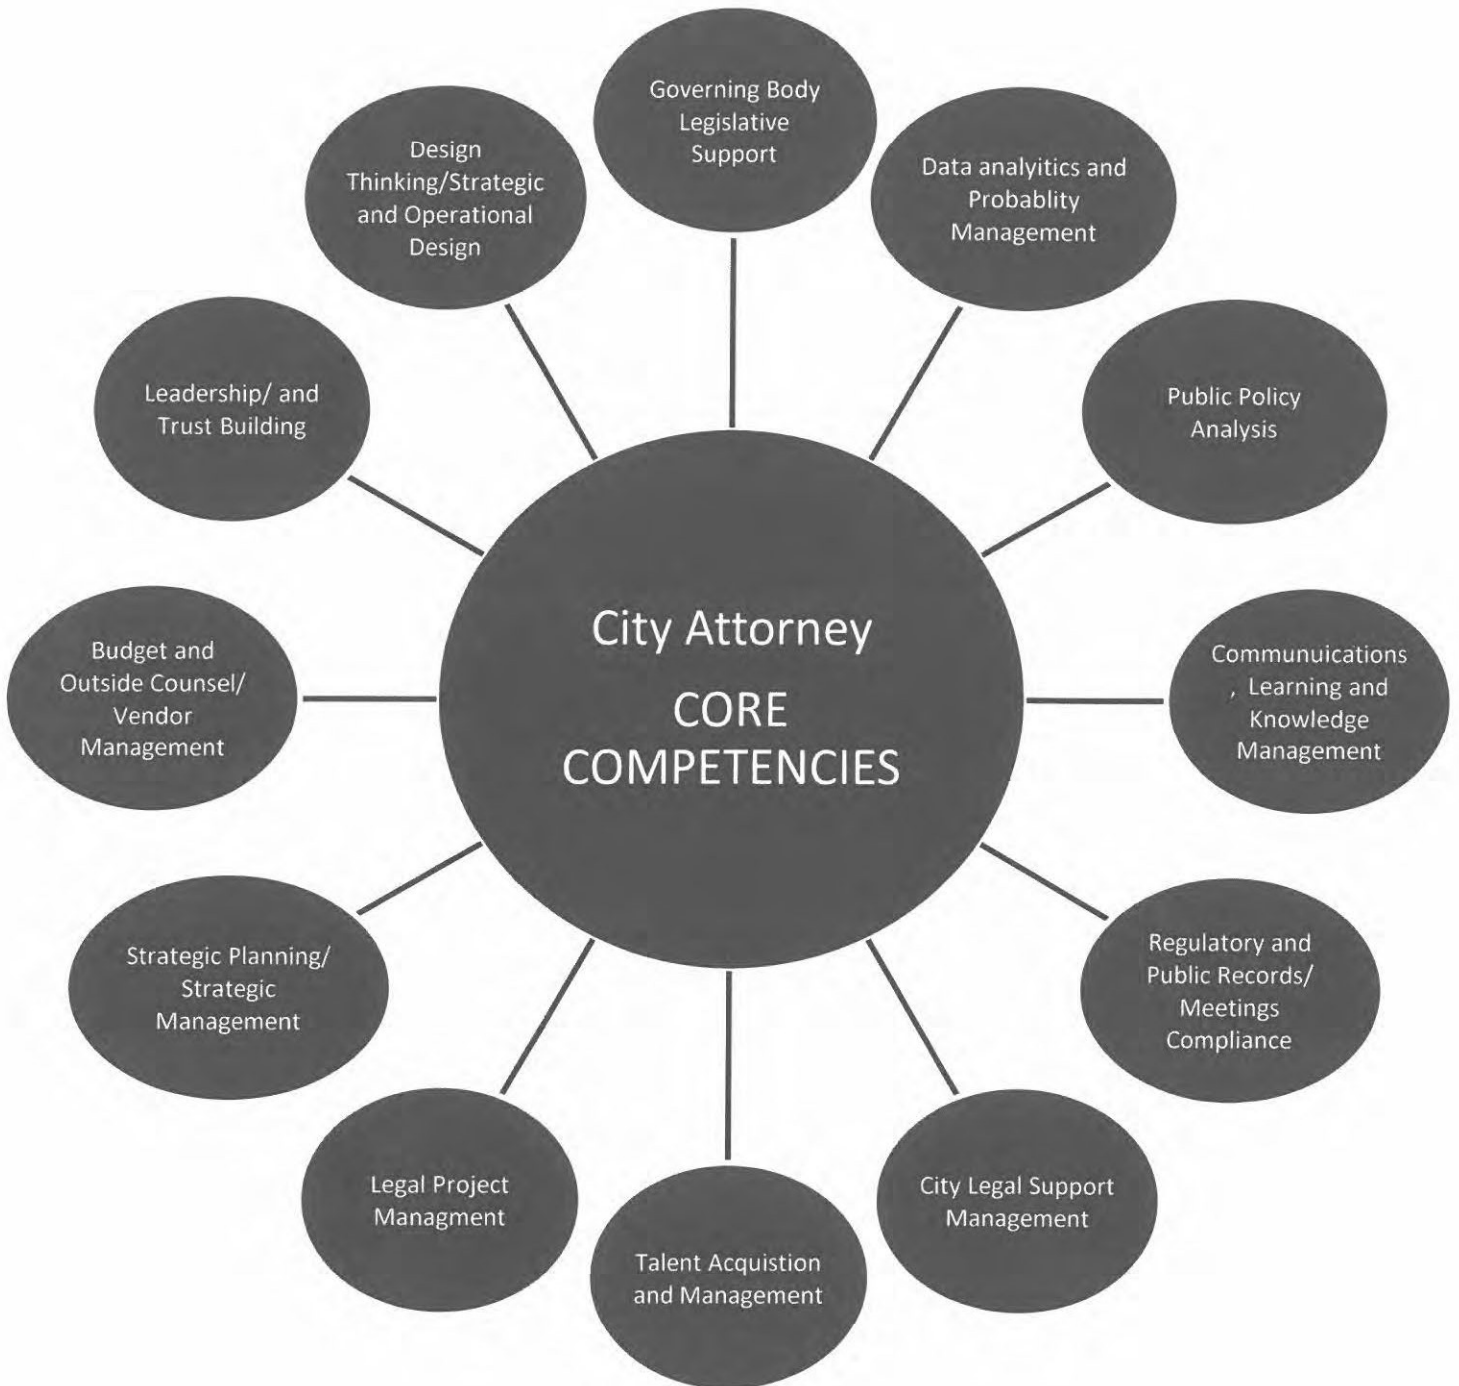 Governing Body
Legislative
Support
Data analyitics and
Probablity
Management
Public Policy
Analysis
Communuications
, Learning and
Knowledge
Management
Regulatory and
Public Records/
Meetings
Compliance
City Legal Support
Management
Talent Acquistion
and Management
Legal Project
Managment
Strategic Planning/
Strategic
Management
Budget and
Outside Counsel/
Vendor
Management
Leadership/ and
Trust Building
Design
Thinking/Strategic
and Operational
Design
City Attorney
CORE
COMPETENCIES